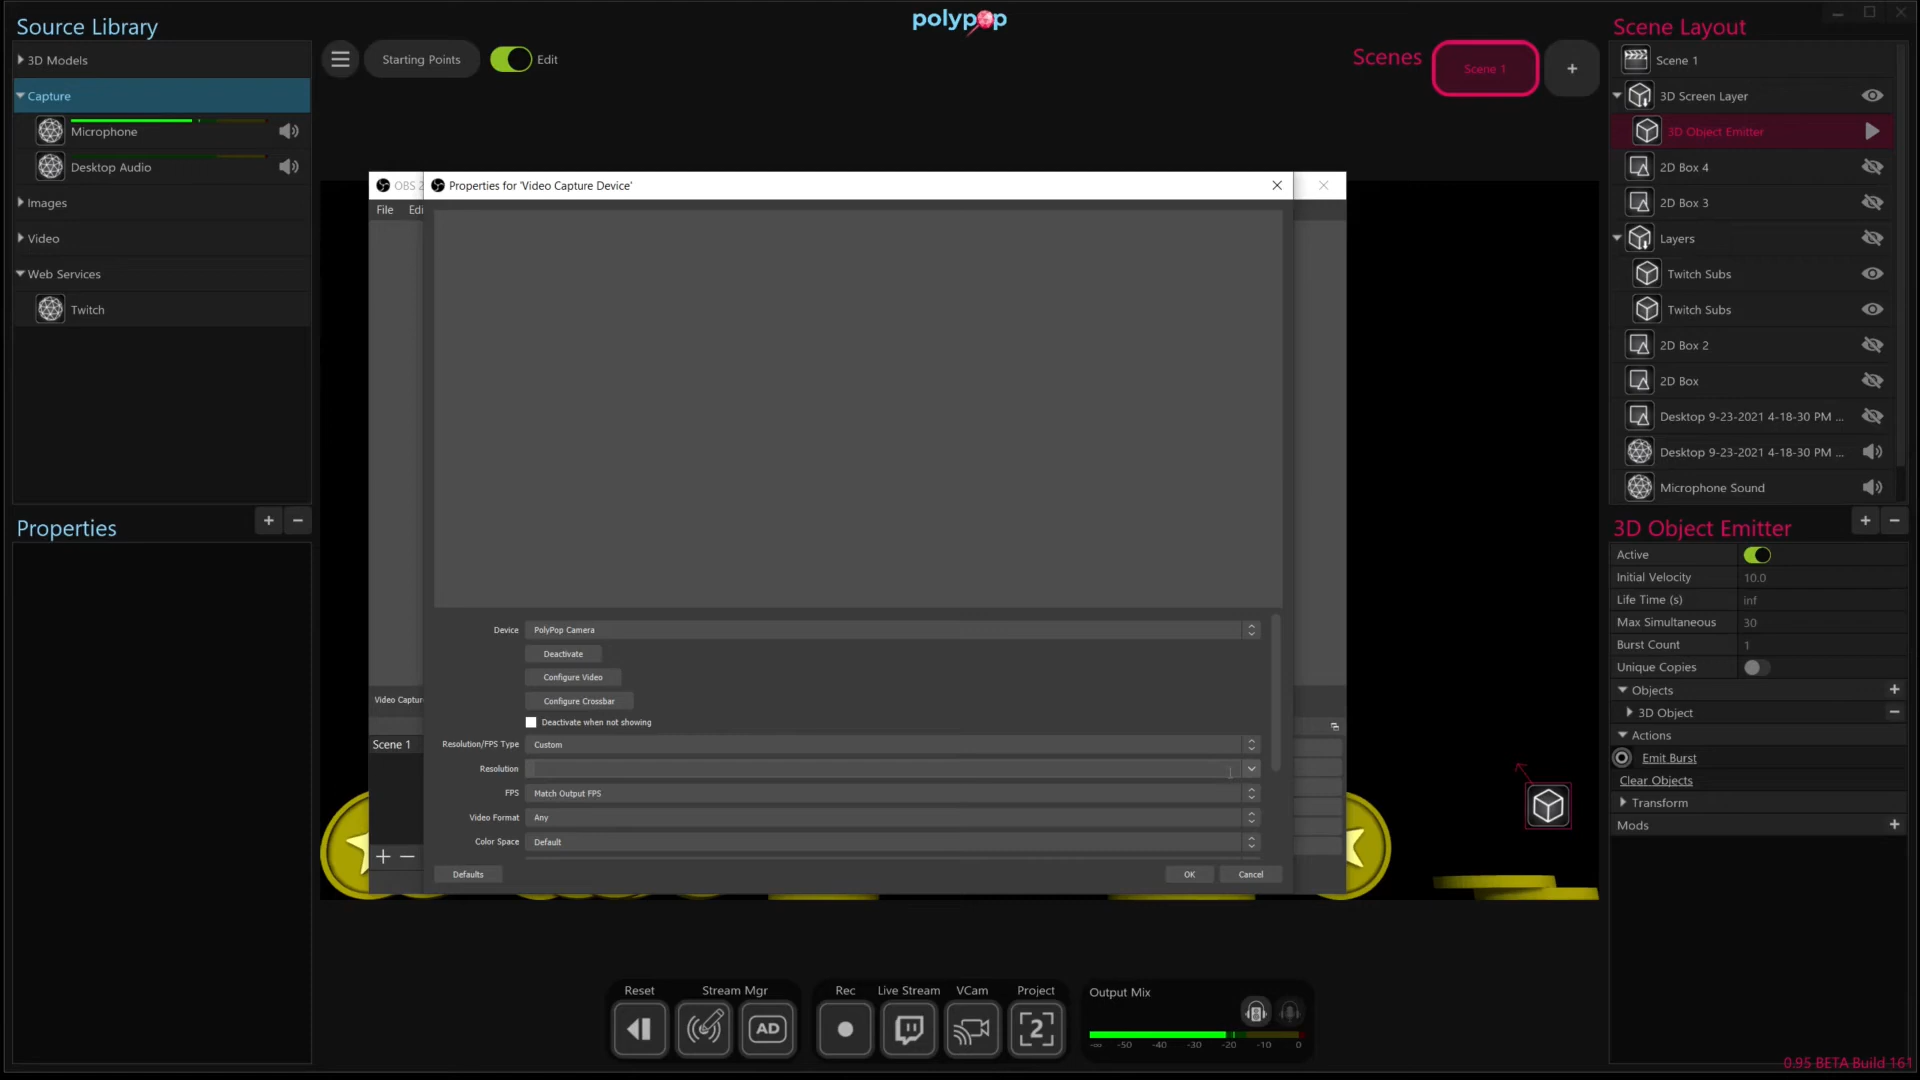 Source Library
3D Models
Capture
Microphone
Desktop Audio
Images
Video
Web Services
Twitch
Properties
polypop
Starting Points
Edit
Scenes
Scene 1
+
OBS 2
Properties for 'Video Capture Device'
File
Edi
Device
PolyPop Camera
Deactivate
Configure Video
Configure Crossbar
Deactivate when not showing
Resolution/FPS Type
Custom
Resolution
FPS
Match Output FPS
Video Format
Any
Color Space
Default
Defaults
OK
Cancel
Video Captur
Scene 1
Reset
Stream Mgr
AD
Rec
Live Stream
VCam
Project
2
Output Mix
-∞ -50 -40 -30 -20 -10 0
Scene Layout
Scene 1
3D Screen Layer
3D Object Emitter
2D Box 4
2D Box 3
Layers
Twitch Subs
Twitch Subs
2D Box 2
2D Box
Desktop 9-23-2021 4-18-30 PM ...
Desktop 9-23-2021 4-18-30 PM ...
Microphone Sound
3D Object Emitter
Active
Initial Velocity 10.0
Life Time (s) inf
Max Simultaneous 30
Burst Count 1
Unique Copies
Objects
3D Object
Actions
Emit Burst
Clear Objects
Transform
Mods
0.95 BETA Build 161